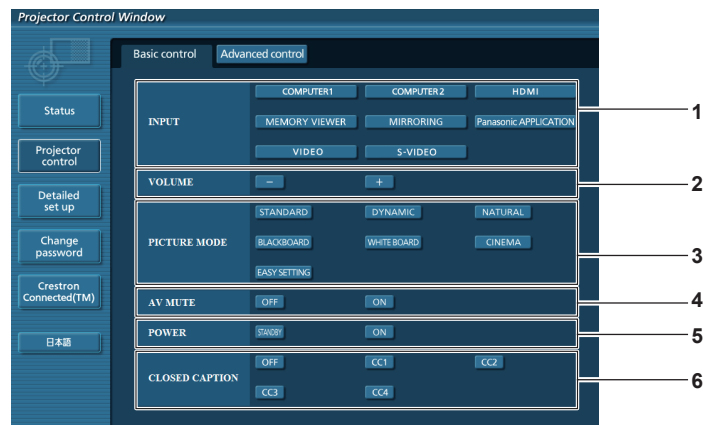 Projector Control Window
Basic control Advanced control
Status
Projector
control
Detailed
set up
Change
password
Crestron
Connected(TM)
日本語
INPUT
COMPUTER1 COMPUTER2 HDMI
MEMORY VIEWER MIRRORING Panasonic APPLICATION
VIDEO S-VIDEO
1
VOLUME - +
2
PICTURE MODE
STANDARD DYNAMIC NATURAL
BLACKBOARD WHITE BOARD CINEMA
EASY SETTING
3
AV MUTE OFF ON
4
POWER STANDBY ON
5
CLOSED CAPTION
OFF CC1 CC2
CC3 CC4
6